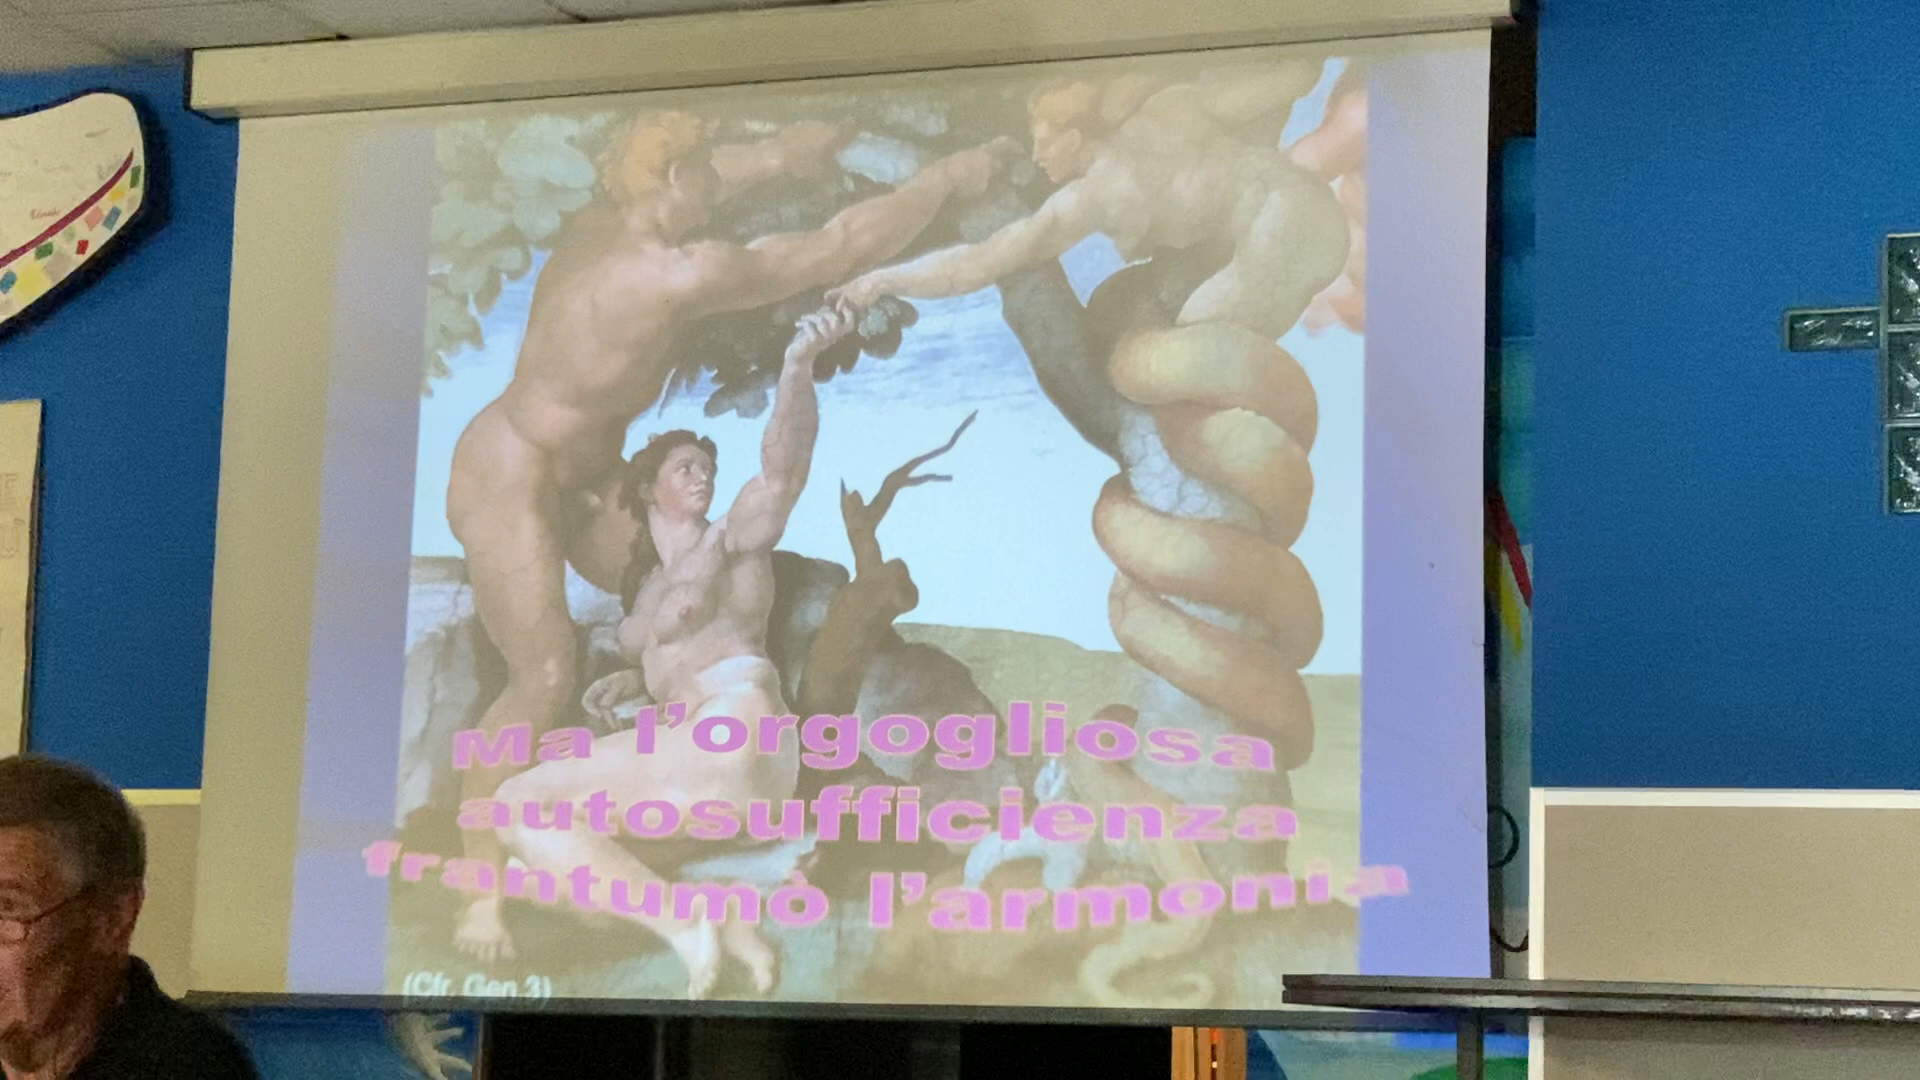 Ma l'orgogliosa
autosufficienza
frantumò l'armonia
(Cfr. Gen 3)